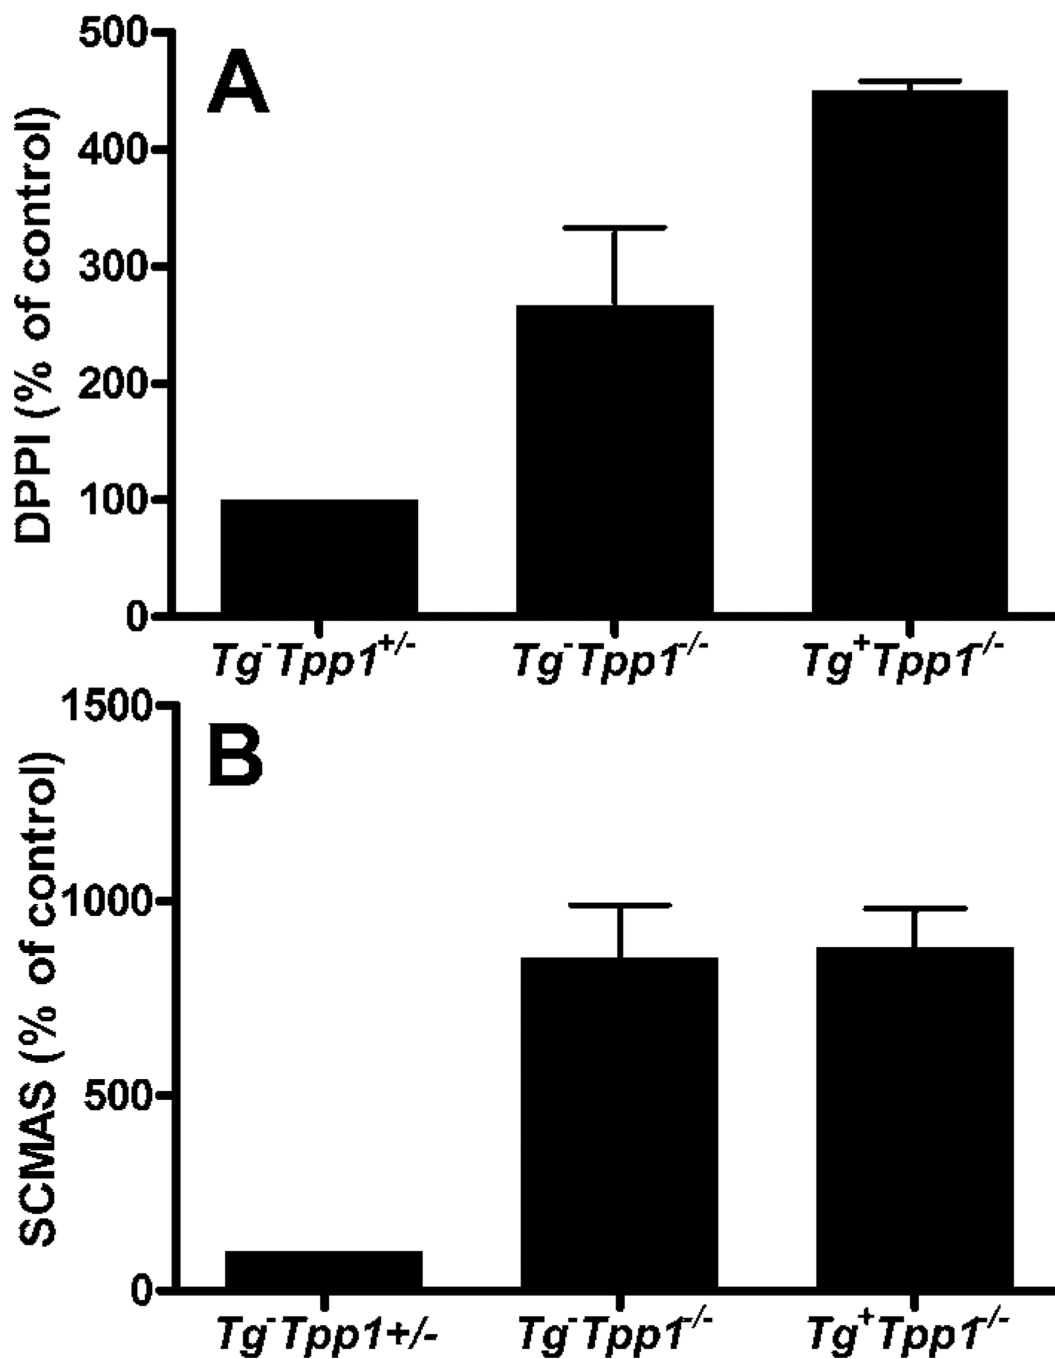 A
DPPI (% of control)
500
400
300
200
100
0
Tg⁻Tpp1⁺/⁻ Tg⁻Tpp1⁻/⁻ Tg⁺Tpp1⁻/⁻
B
SCMAS (% of control)
1500
1000
500
0
Tg⁻Tpp1+/- Tg⁻Tpp1⁻/⁻ Tg⁺Tpp1⁻/⁻